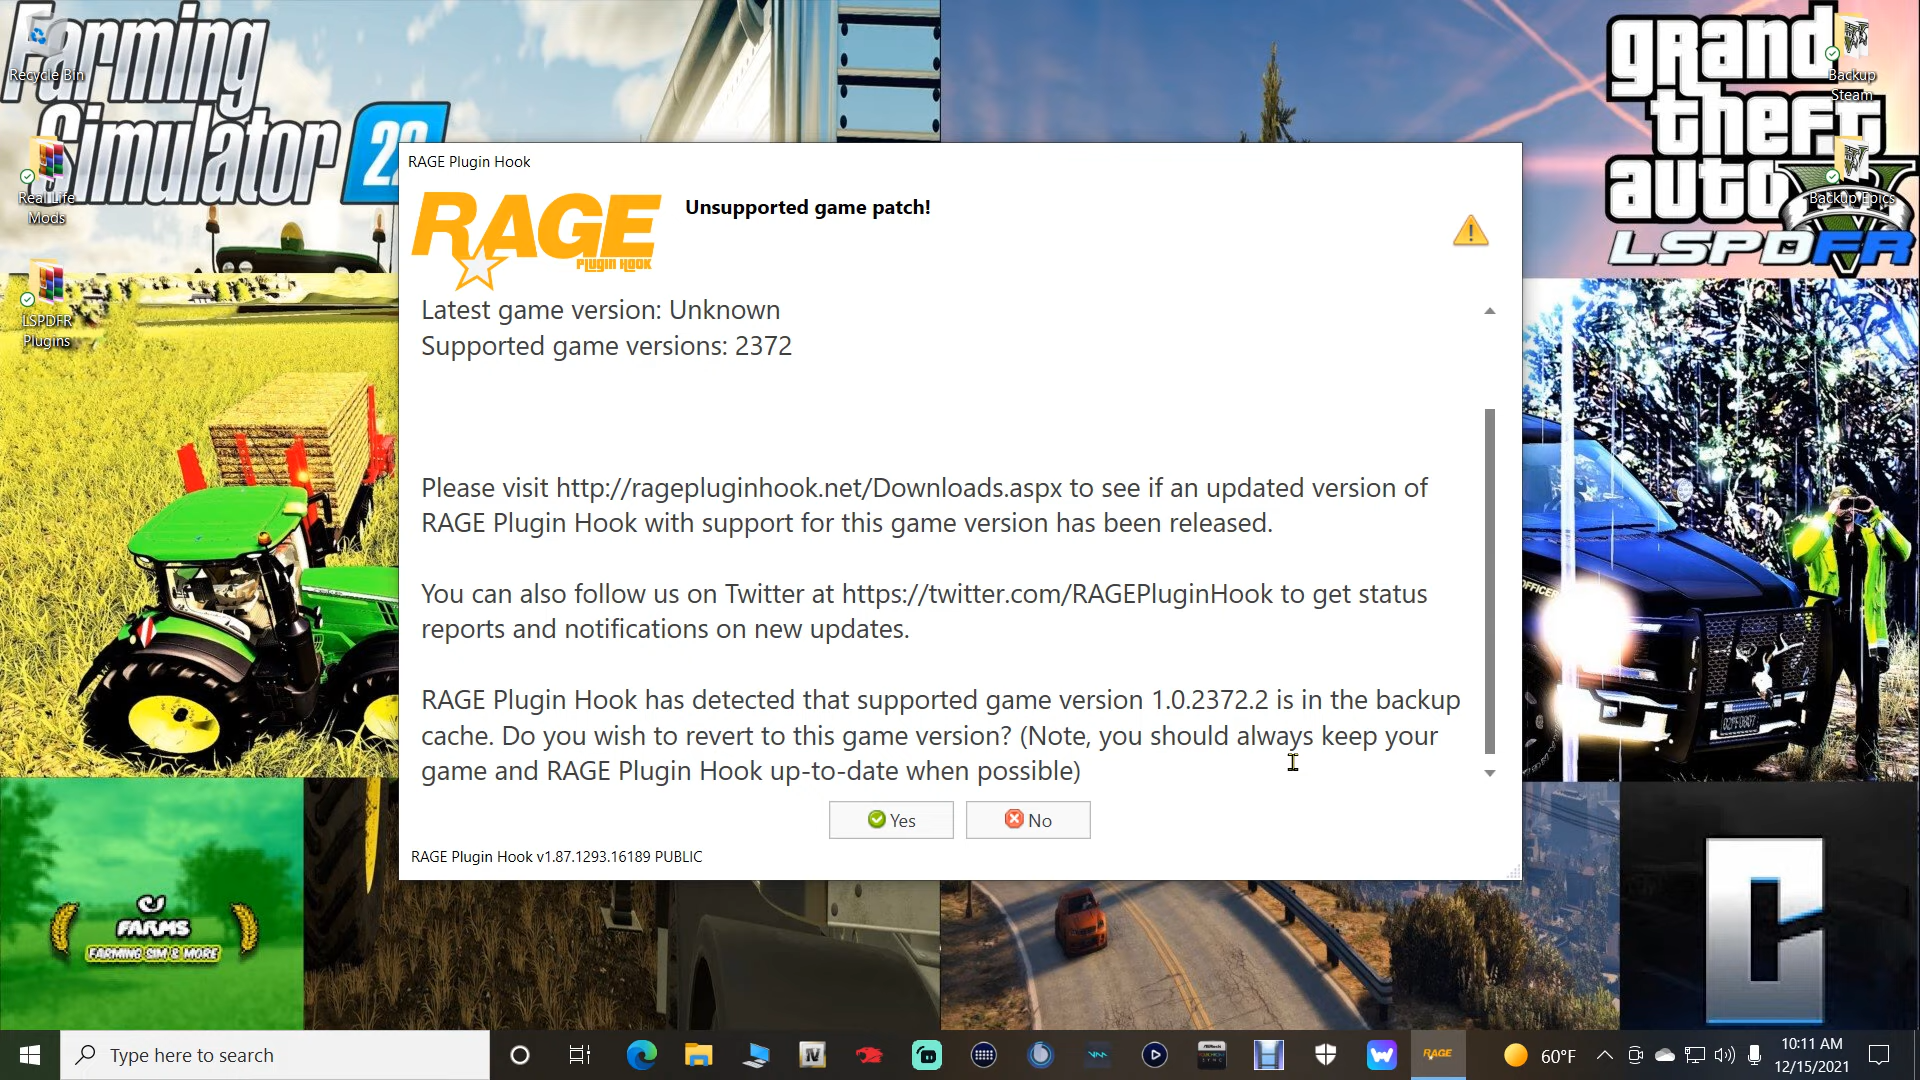 Farming
Simulator 22
Recycle Bin
Real Life
Mods
LSPDFR
Plugins
grand
theft
auto
V
LSPDFR
Backup
Steam
Backup Epics
RAGE Plugin Hook
RAGE
PLUGIN HOOK
Unsupported game patch!
Latest game version: Unknown
Supported game versions: 2372
Please visit http://ragepluginhook.net/Downloads.aspx to see if an updated version of
RAGE Plugin Hook with support for this game version has been released.
You can also follow us on Twitter at https://twitter.com/RAGEPluginHook to get status
reports and notifications on new updates.
RAGE Plugin Hook has detected that supported game version 1.0.2372.2 is in the backup
cache. Do you wish to revert to this game version? (Note, you should always keep your
game and RAGE Plugin Hook up-to-date when possible)
Yes
No
RAGE Plugin Hook v1.87.1293.16189 PUBLIC
CJ
FARMS
FARMING SIM & MORE
Type here to search
IV
RAGE
60°F
10:11 AM
12/15/2021